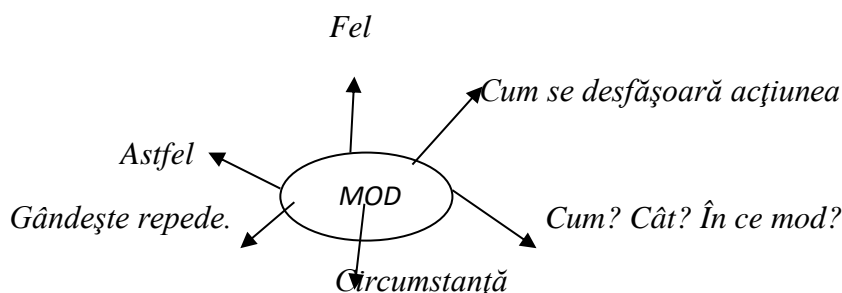 Fel
Cum se desfăşoară acţiunea
Astfel
MOD
Gândeşte repede.
Cum? Cât? În ce mod?
Circumstanţă